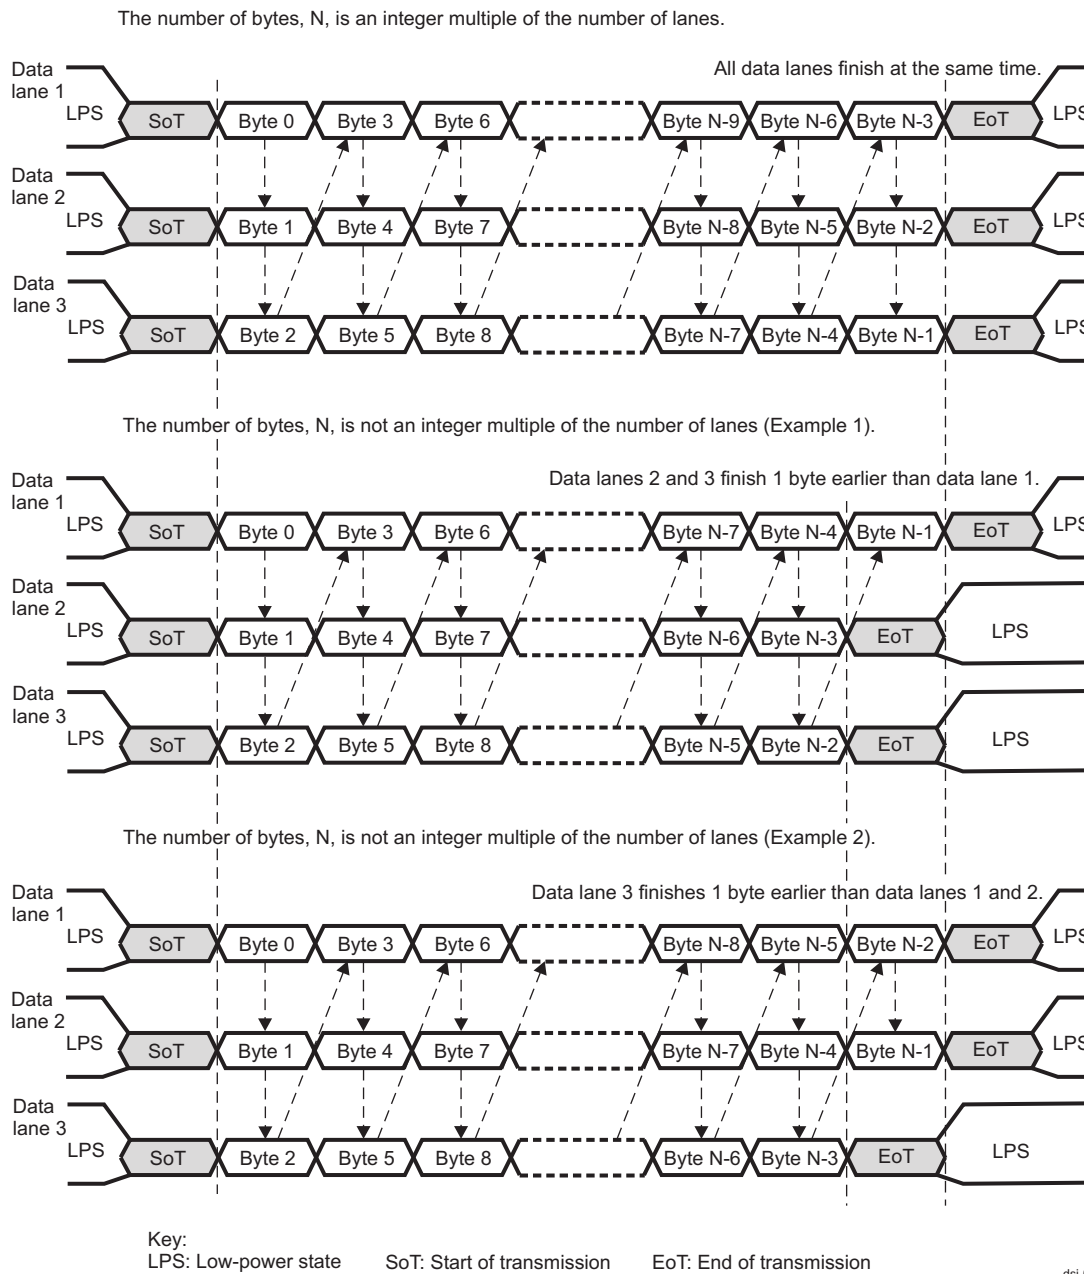 The number of bytes, N, is an integer multiple of the number of lanes.
All data lanes finish at the same time.
Data
lane 1
LPS SoT Byte 0 Byte 3 Byte 6 Byte N-9 Byte N-6 Byte N-3 EoT LPS
Data
lane 2
LPS SoT Byte 1 Byte 4 Byte 7 Byte N-8 Byte N-5 Byte N-2 EoT LPS
Data
lane 3
LPS SoT Byte 2 Byte 5 Byte 8 Byte N-7 Byte N-4 Byte N-1 EoT LPS
The number of bytes, N, is not an integer multiple of the number of lanes (Example 1).
Data lanes 2 and 3 finish 1 byte earlier than data lane 1.
Data
lane 1
LPS SoT Byte 0 Byte 3 Byte 6 Byte N-7 Byte N-4 Byte N-1 EoT LPS
Data
lane 2
LPS SoT Byte 1 Byte 4 Byte 7 Byte N-6 Byte N-3 EoT LPS
Data
lane 3
LPS SoT Byte 2 Byte 5 Byte 8 Byte N-5 Byte N-2 EoT LPS
The number of bytes, N, is not an integer multiple of the number of lanes (Example 2).
Data lane 3 finishes 1 byte earlier than data lanes 1 and 2.
Data
lane 1
LPS SoT Byte 0 Byte 3 Byte 6 Byte N-8 Byte N-5 Byte N-2 EoT LPS
Data
lane 2
LPS SoT Byte 1 Byte 4 Byte 7 Byte N-7 Byte N-4 Byte N-1 EoT LPS
Data
lane 3
LPS SoT Byte 2 Byte 5 Byte 8 Byte N-6 Byte N-3 EoT LPS
Key:
LPS: Low-power state SoT: Start of transmission EoT: End of transmission